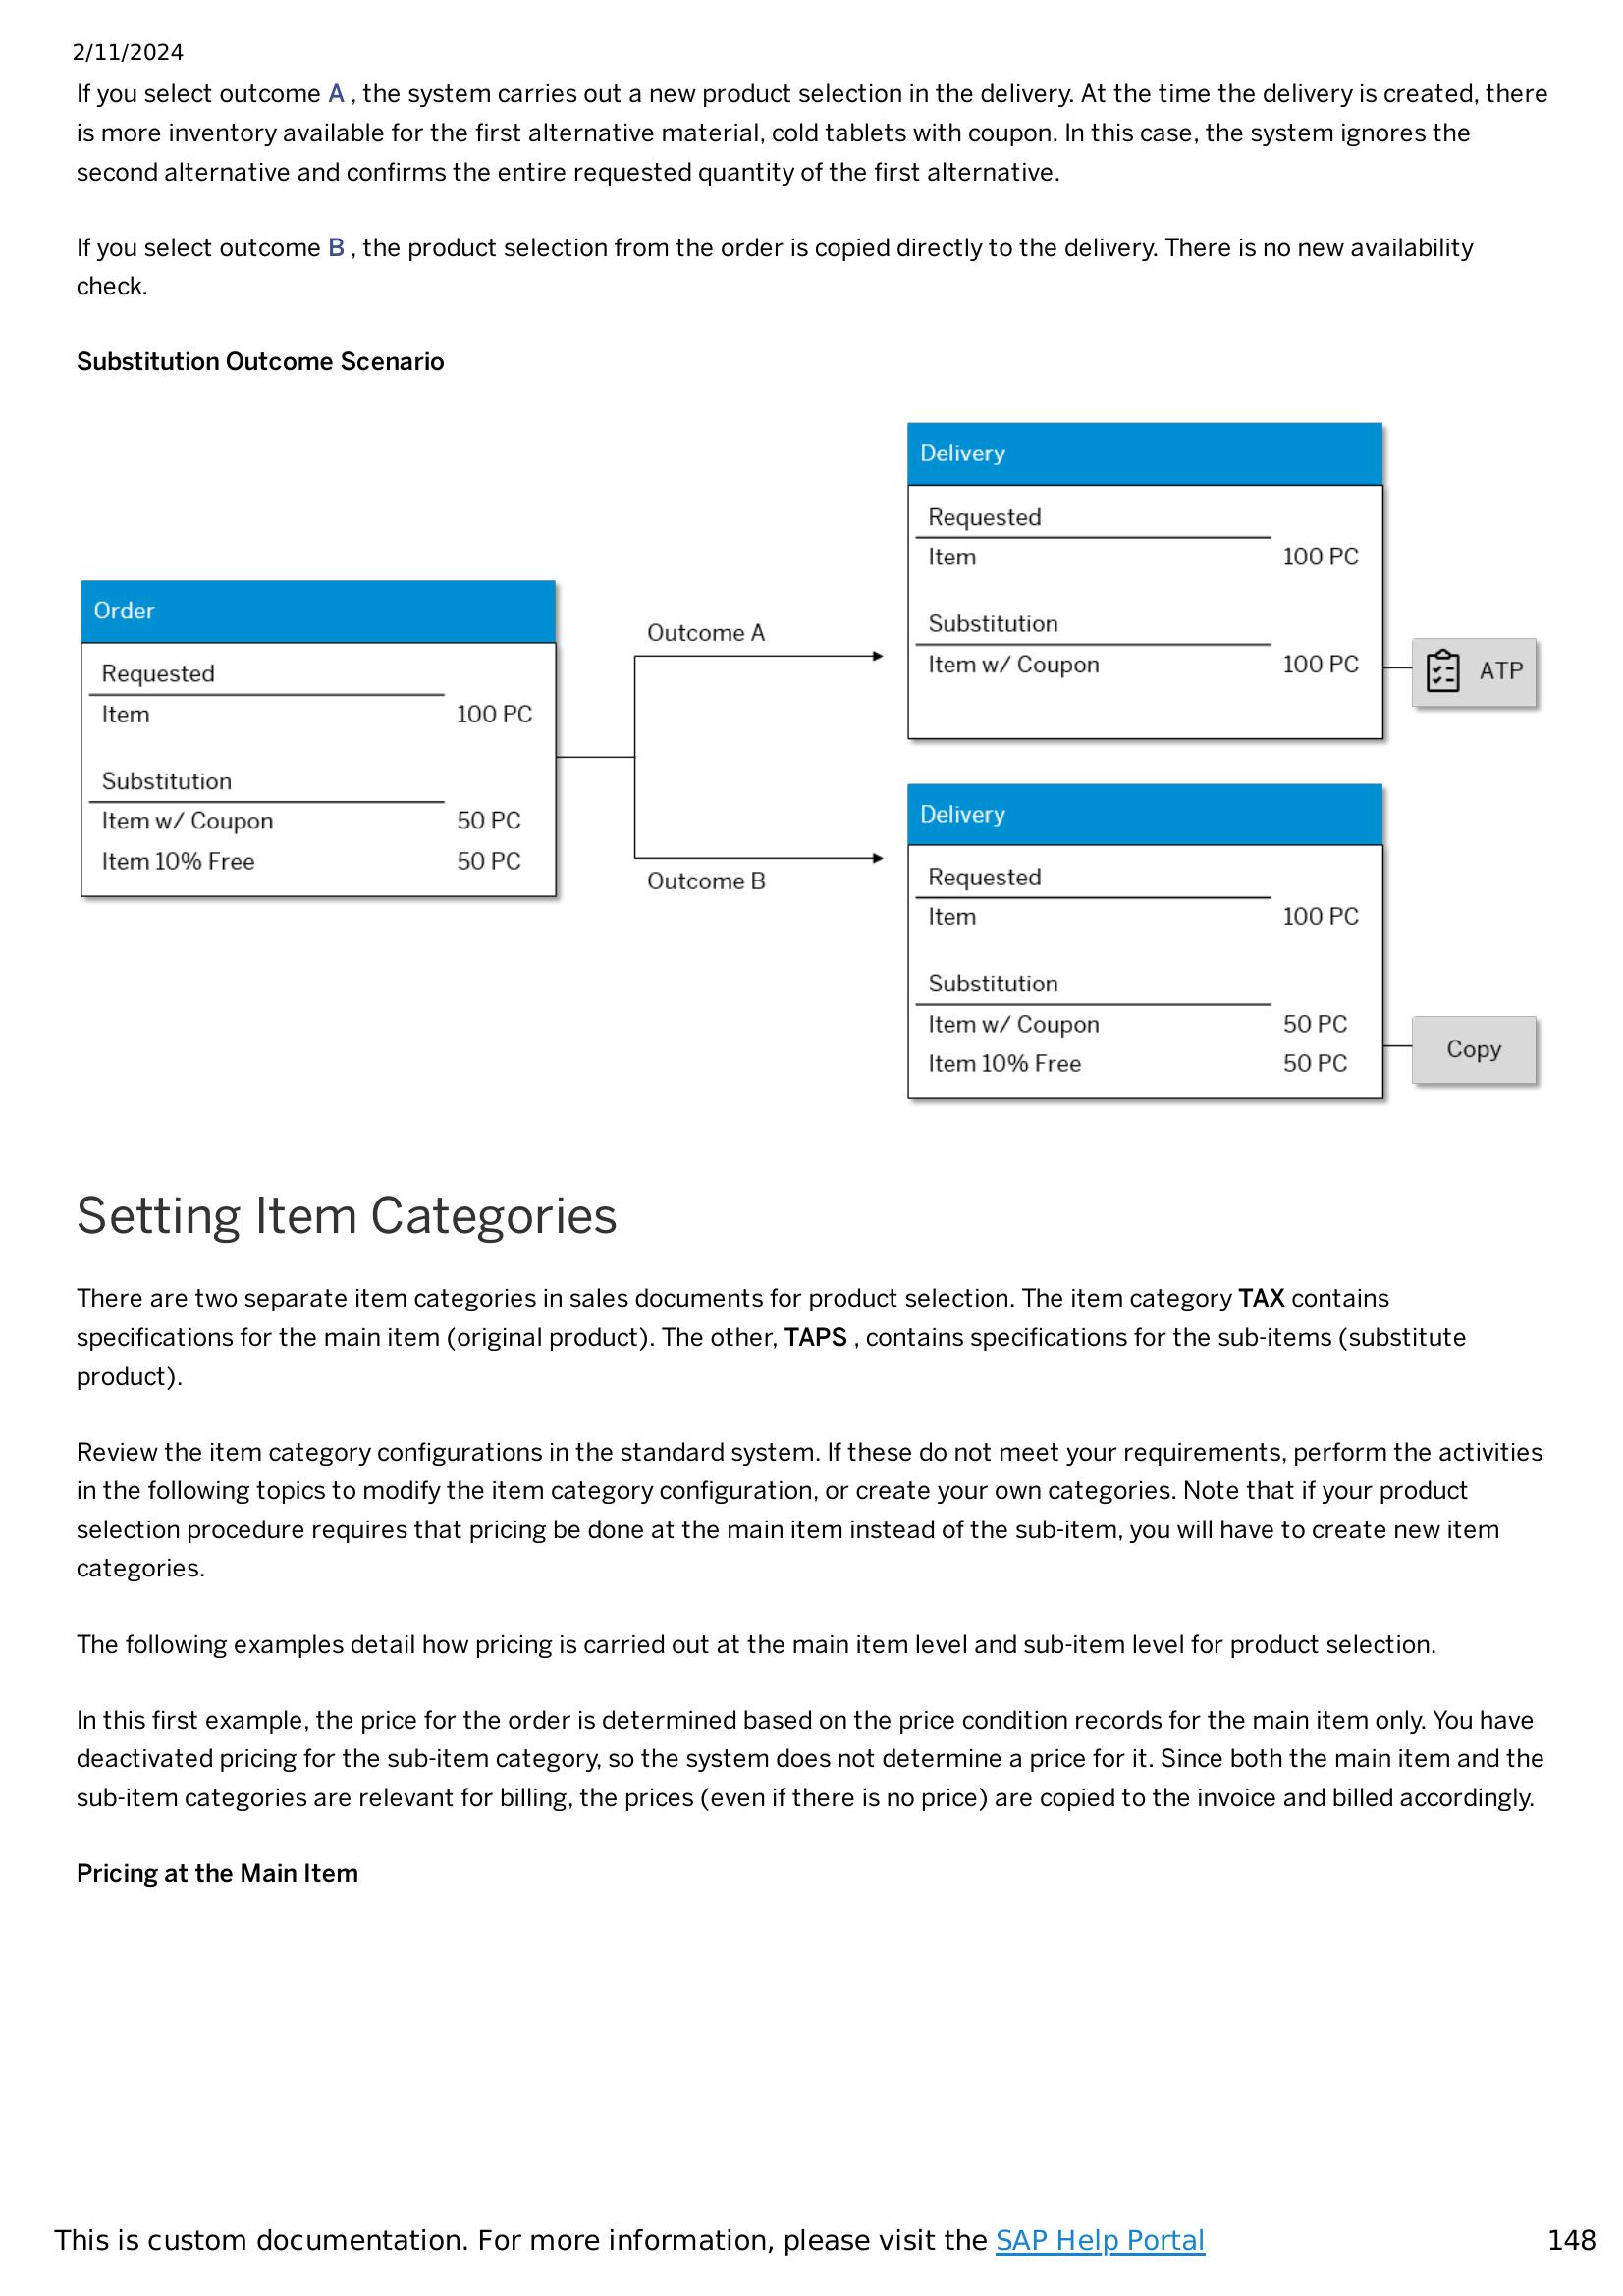 2/11/2024
If you select outcome A , the system carries out a new product selection in the delivery. At the time the delivery is created, there
is more inventory available for the first alternative material, cold tablets with coupon. In this case, the system ignores the
second alternative and confirms the entire requested quantity of the first alternative.
If you select outcome B , the product selection from the order is copied directly to the delivery. There is no new availability
check.
Substitution Outcome Scenario
Order
Requested
Item 100 PC
Substitution
Item w/ Coupon 50 PC
Item 10% Free 50 PC
Outcome A
Outcome B
Delivery
Requested
Item 100 PC
Substitution
Item w/ Coupon 100 PC
ATP
Delivery
Requested
Item 100 PC
Substitution
Item w/ Coupon 50 PC
Item 10% Free 50 PC
Copy
Setting Item Categories
There are two separate item categories in sales documents for product selection. The item category TAX contains
specifications for the main item (original product). The other, TAPS , contains specifications for the sub-items (substitute
product).
Review the item category configurations in the standard system. If these do not meet your requirements, perform the activities
in the following topics to modify the item category configuration, or create your own categories. Note that if your product
selection procedure requires that pricing be done at the main item instead of the sub-item, you will have to create new item
categories.
The following examples detail how pricing is carried out at the main item level and sub-item level for product selection.
In this first example, the price for the order is determined based on the price condition records for the main item only. You have
deactivated pricing for the sub-item category, so the system does not determine a price for it. Since both the main item and the
sub-item categories are relevant for billing, the prices (even if there is no price) are copied to the invoice and billed accordingly.
Pricing at the Main Item
This is custom documentation. For more information, please visit the SAP Help Portal 148